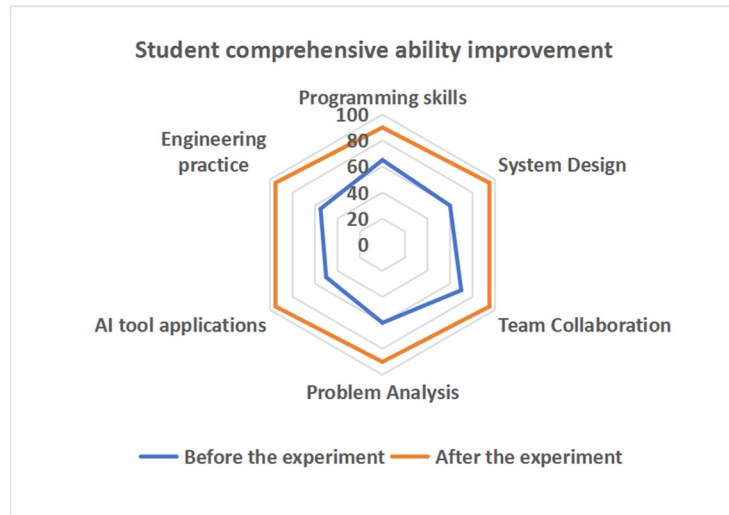 Student comprehensive ability improvement
Programming skills
100
80
60
40
20
0
Engineering
practice
System Design
AI tool applications
Team Collaboration
Problem Analysis
Before the experiment
After the experiment